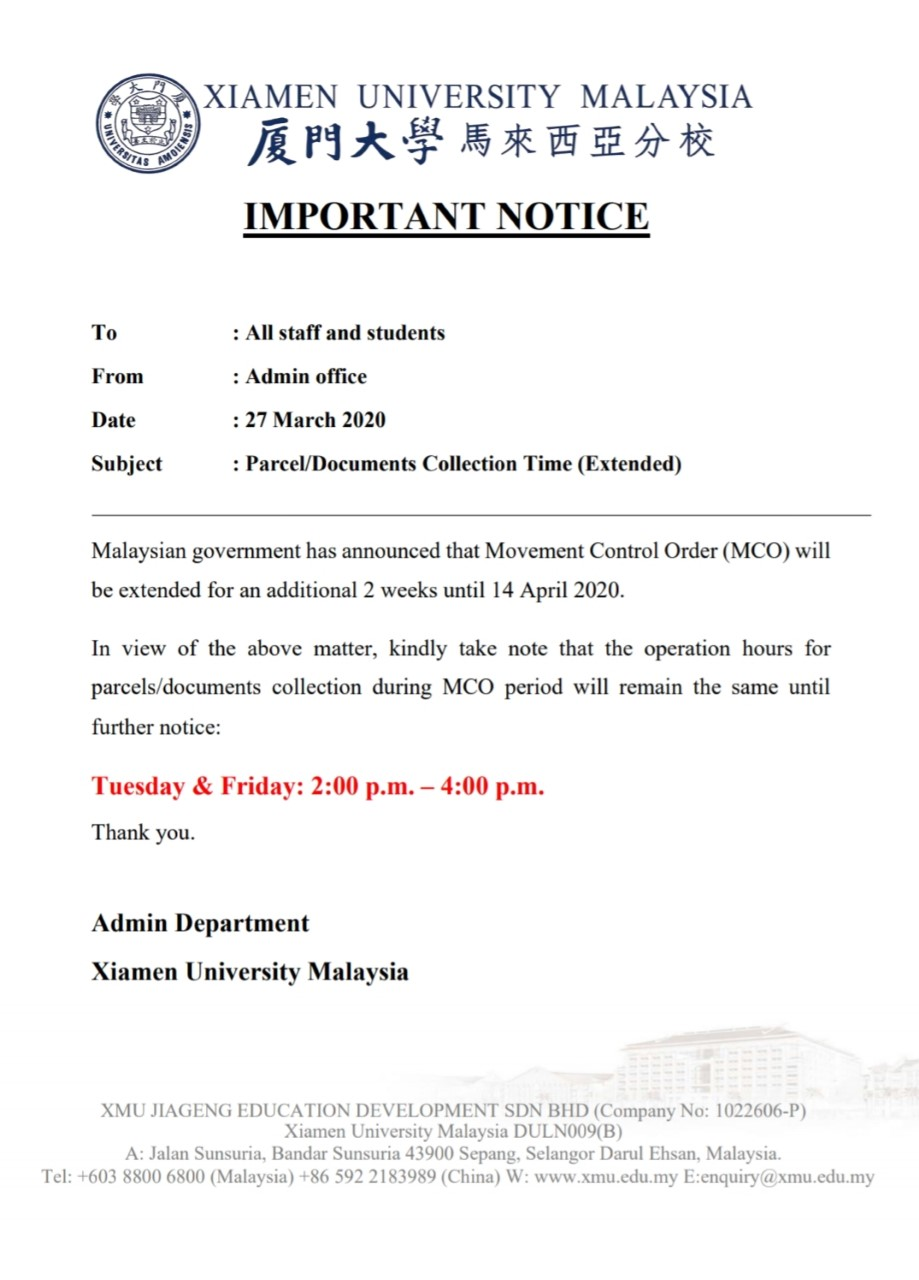 XIAMEN UNIVERSITY MALAYSIA
厦門大學 馬來西亞分校
廈門大學
UNIVERSITAS AMOIENSIS
IMPORTANT NOTICE
To : All staff and students
From : Admin office
Date : 27 March 2020
Subject : Parcel/Documents Collection Time (Extended)
Malaysian government has announced that Movement Control Order (MCO) will
be extended for an additional 2 weeks until 14 April 2020.
In view of the above matter, kindly take note that the operation hours for
parcels/documents collection during MCO period will remain the same until
further notice:
Tuesday & Friday: 2:00 p.m. – 4:00 p.m.
Thank you.
Admin Department
Xiamen University Malaysia
XMU JIAGENG EDUCATION DEVELOPMENT SDN BHD (Company No: 1022606-P)
Xiamen University Malaysia DULN009(B)
A: Jalan Sunsuria, Bandar Sunsuria 43900 Sepang, Selangor Darul Ehsan, Malaysia.
Tel: +603 8800 6800 (Malaysia) +86 592 2183989 (China) W: www.xmu.edu.my E:enquiry@xmu.edu.my